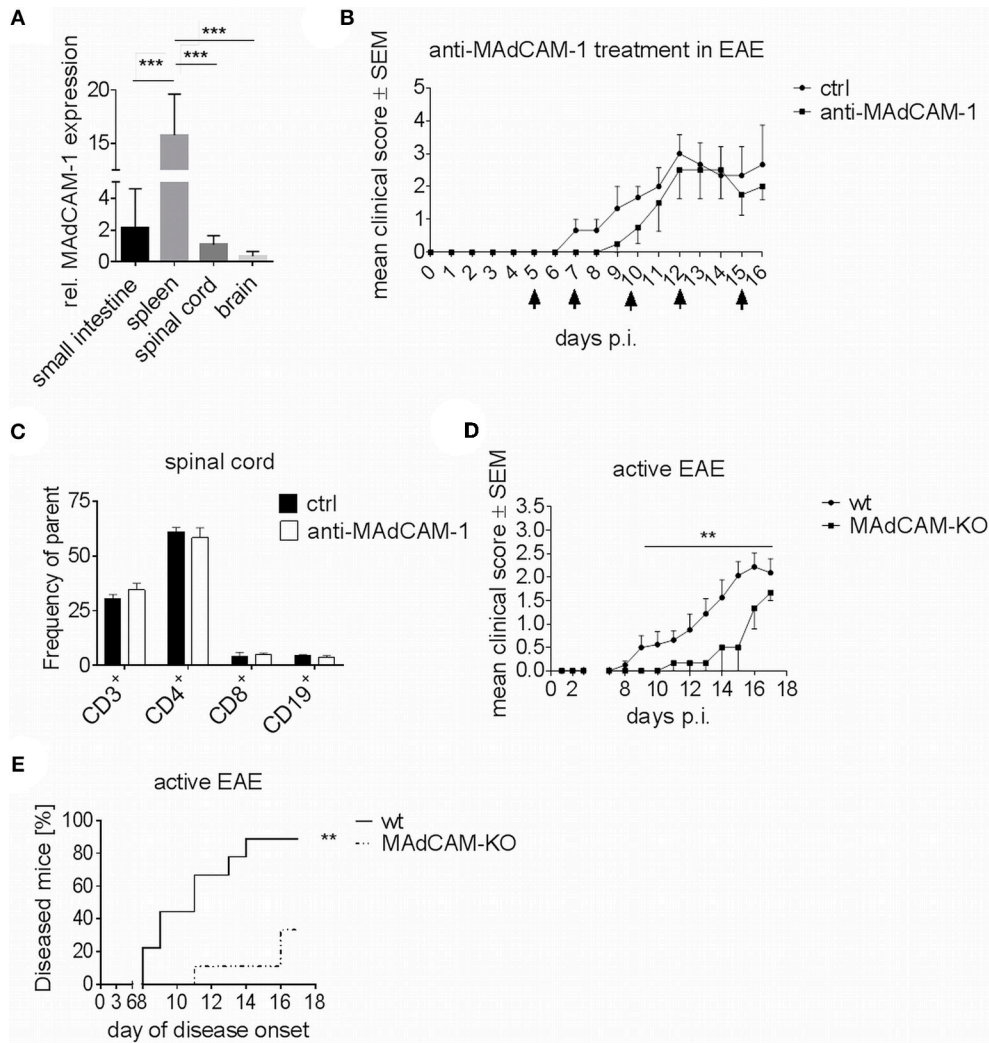 A
rel. MAdCAM-1 expression
***
***
***
20
15
4
2
0
small intestine
spleen
spinal cord
brain
B
anti-MAdCAM-1 treatment in EAE
mean clinical score ± SEM
5
4
3
2
1
0
0 1 2 3 4 5 6 7 8 9 10 11 12 13 14 15 16
days p.i.
ctrl
anti-MAdCAM-1
C
spinal cord
Frequency of parent
75
50
25
0
CD3+
CD4+
CD8+
CD19+
ctrl
anti-MAdCAM-1
D
active EAE
mean clinical score ± SEM
3.5
3.0
2.5
2.0
1.5
1.0
0.5
0.0
**
0 2 8 10 12 14 16 18
days p.i.
wt
MAdCAM-KO
E
active EAE
Diseased mice [%]
100
80
60
40
20
0
0 3 68 10 12 14 16 18
day of disease onset
**
wt
MAdCAM-KO